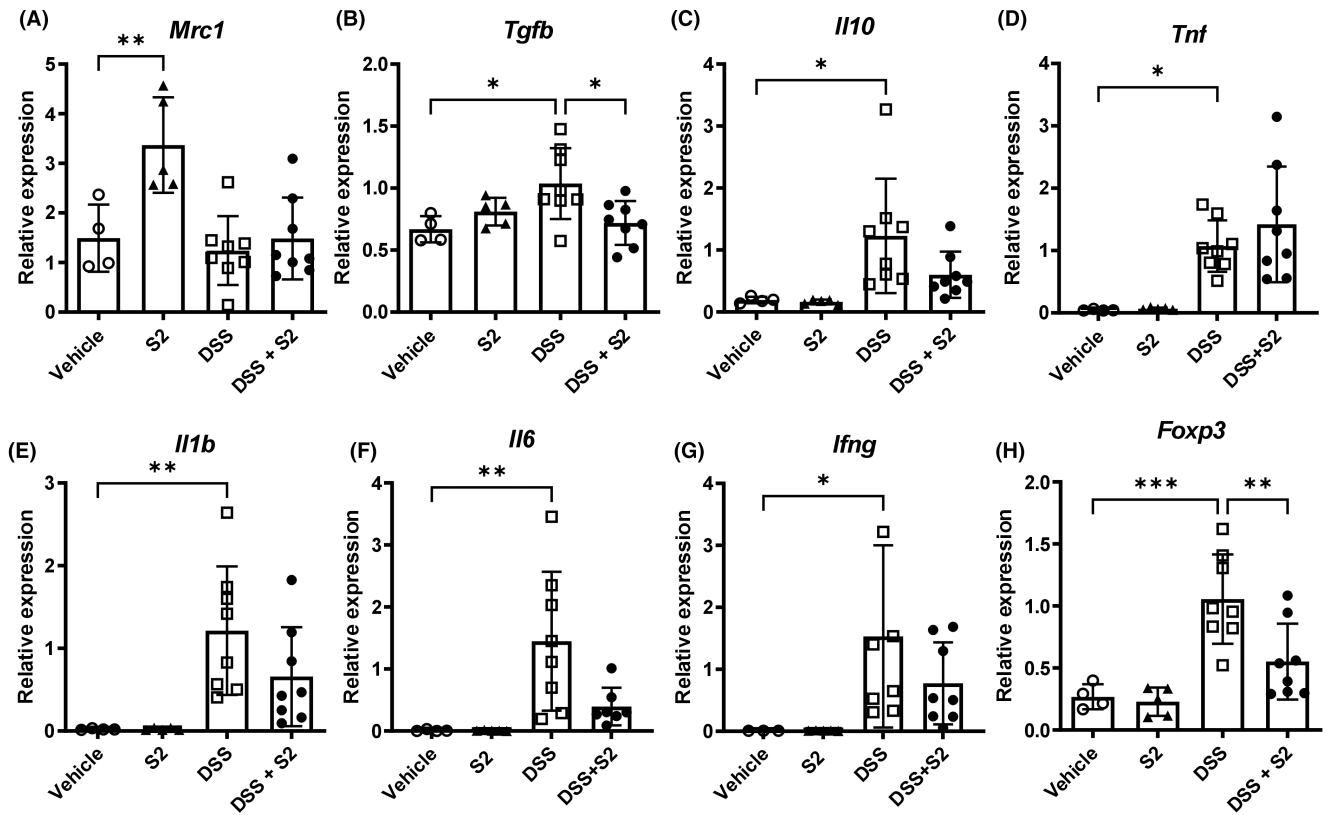 (A) Mrc1
**
Relative expression
5
4
3
2
1
0
Vehicle
S2
DSS
DSS + S2
(B) Tgfb
* *
Relative expression
2.0
1.5
1.0
0.5
0.0
Vehicle
S2
DSS
DSS + S2
(C) Il10
*
Relative expression
4
3
2
1
0
Vehicle
S2
DSS
DSS + S2
(D) Tnf
*
Relative expression
4
3
2
1
0
Vehicle
S2
DSS
DSS+S2
(E) Il1b
**
Relative expression
3
2
1
0
Vehicle
S2
DSS
DSS + S2
(F) Il6
**
Relative expression
4
3
2
1
0
Vehicle
S2
DSS
DSS+S2
(G) Ifng
*
Relative expression
4
3
2
1
0
Vehicle
S2
DSS
DSS+S2
(H) Foxp3
*** **
Relative expression
2.0
1.5
1.0
0.5
0.0
Vehicle
S2
DSS
DSS + S2